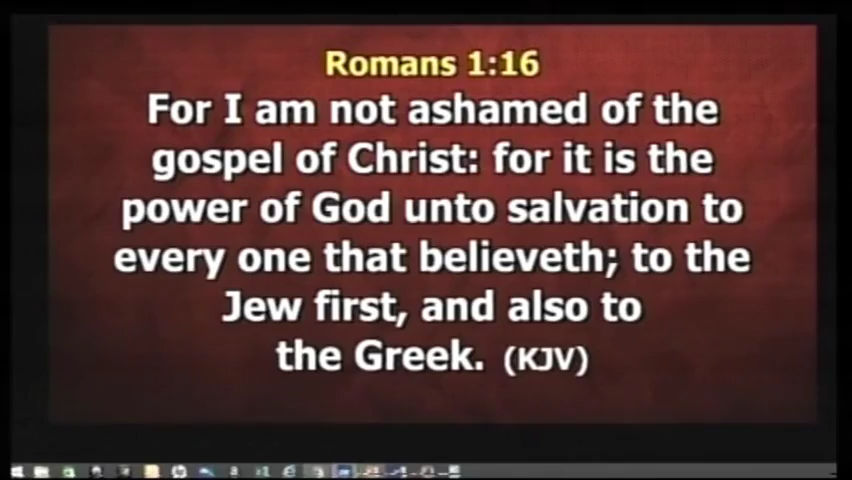 Romans 1:16
For I am not ashamed of the
gospel of Christ: for it is the
power of God unto salvation to
every one that believeth; to the
Jew first, and also to
the Greek. (KJV)